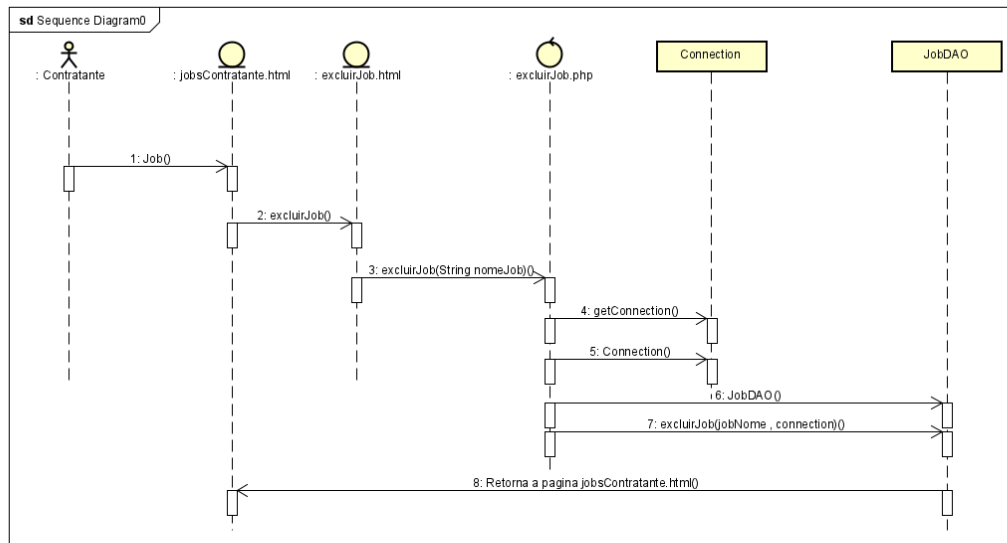 sd Sequence Diagram0
: Contratante
: jobsContratante.html
: excluirJob.html
: excluirJob.php
Connection
JobDAO
1: Job()
2: excluirJob()
3: excluirJob(String nomeJob)()
4: getConnection()
5: Connection()
6: JobDAO()
7: excluirJob(jobNome , connection)()
8: Retorna a pagina jobsContratante.html()